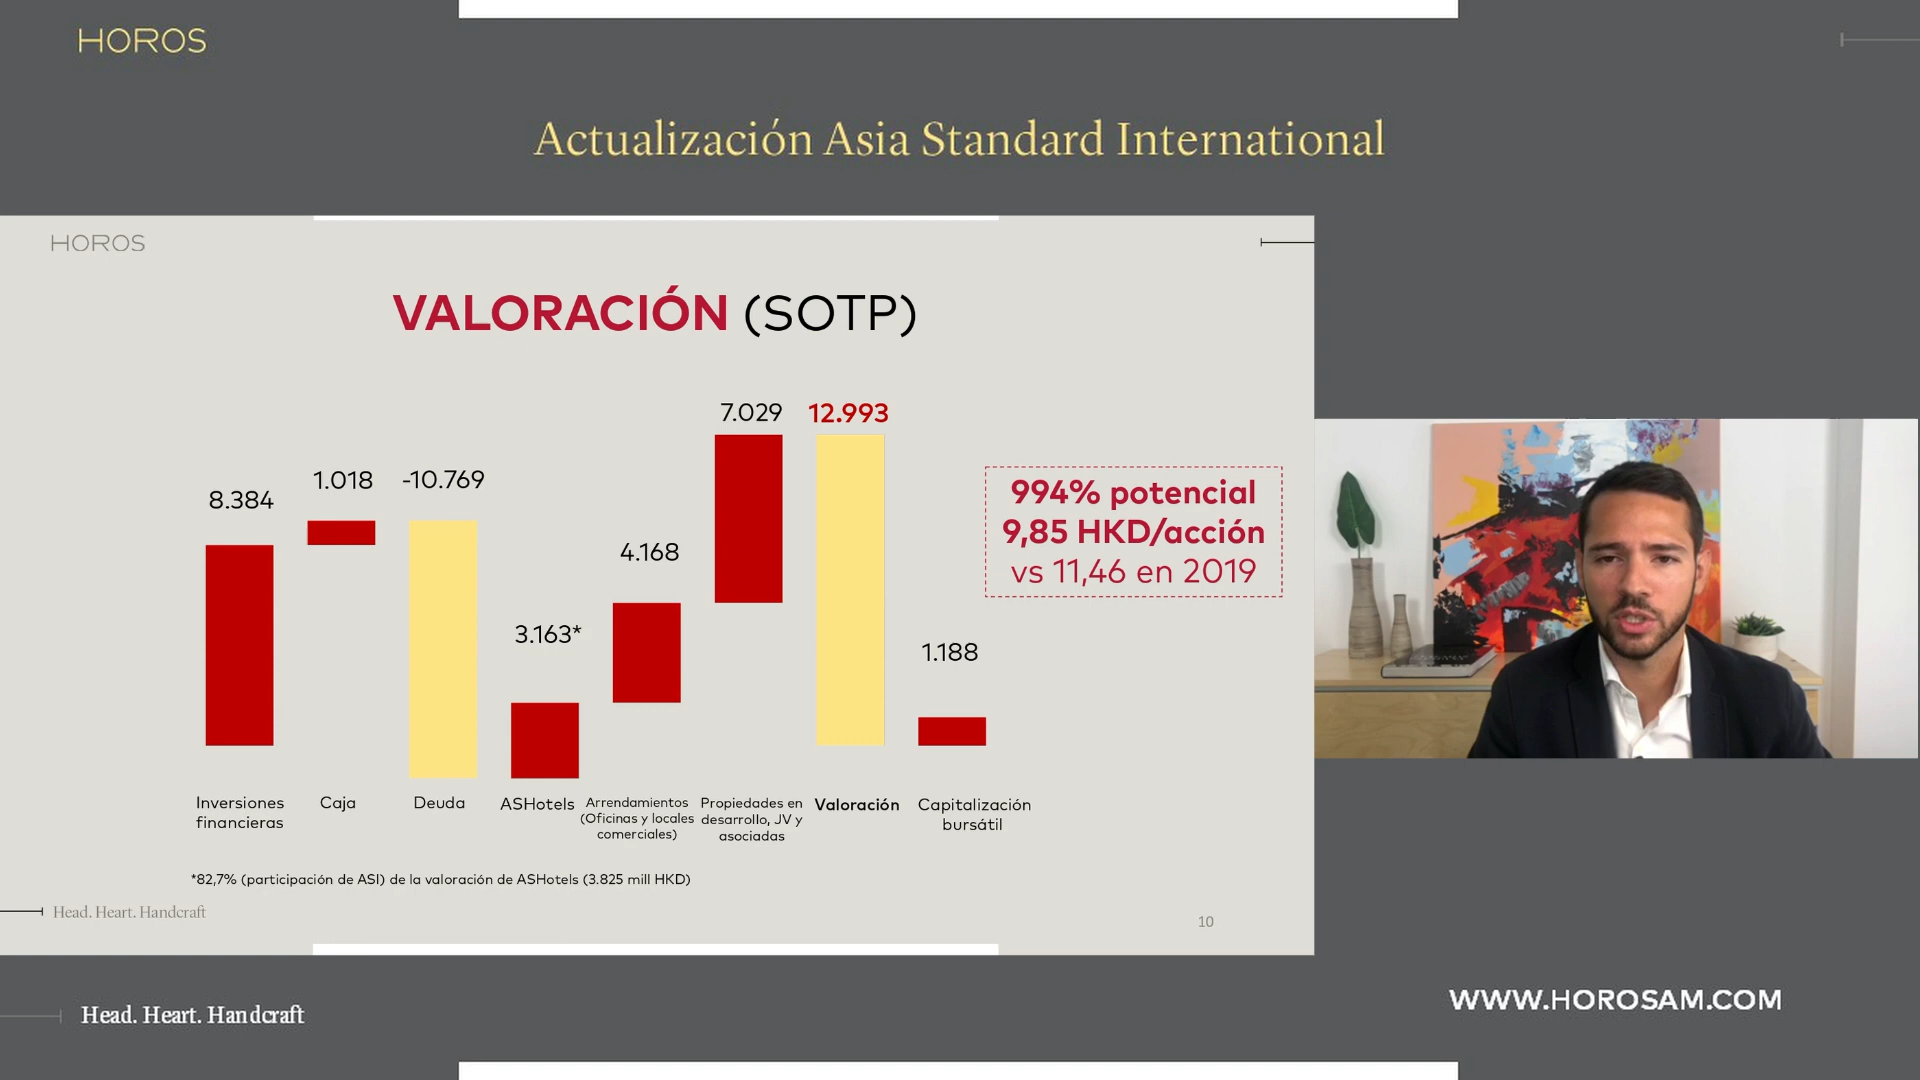 HOROS
Actualización Asia Standard International
HOROS
VALORACIÓN (SOTP)
8.384
1.018
-10.769
3.163*
4.168
7.029
12.993
1.188
994% potencial
9,85 HKD/acción
vs 11,46 en 2019
Inversiones
financieras
Caja
Deuda
ASHotels
Arrendamientos
(Oficinas y locales
comerciales)
Propiedades en
desarrollo, JV y
asociadas
Valoración
Capitalización
bursátil
*82,7% (participación de ASI) de la valoración de ASHotels (3.825 mill HKD)
Head. Heart. Handcraft
10
Head. Heart. Handcraft
WWW.HOROSAM.COM